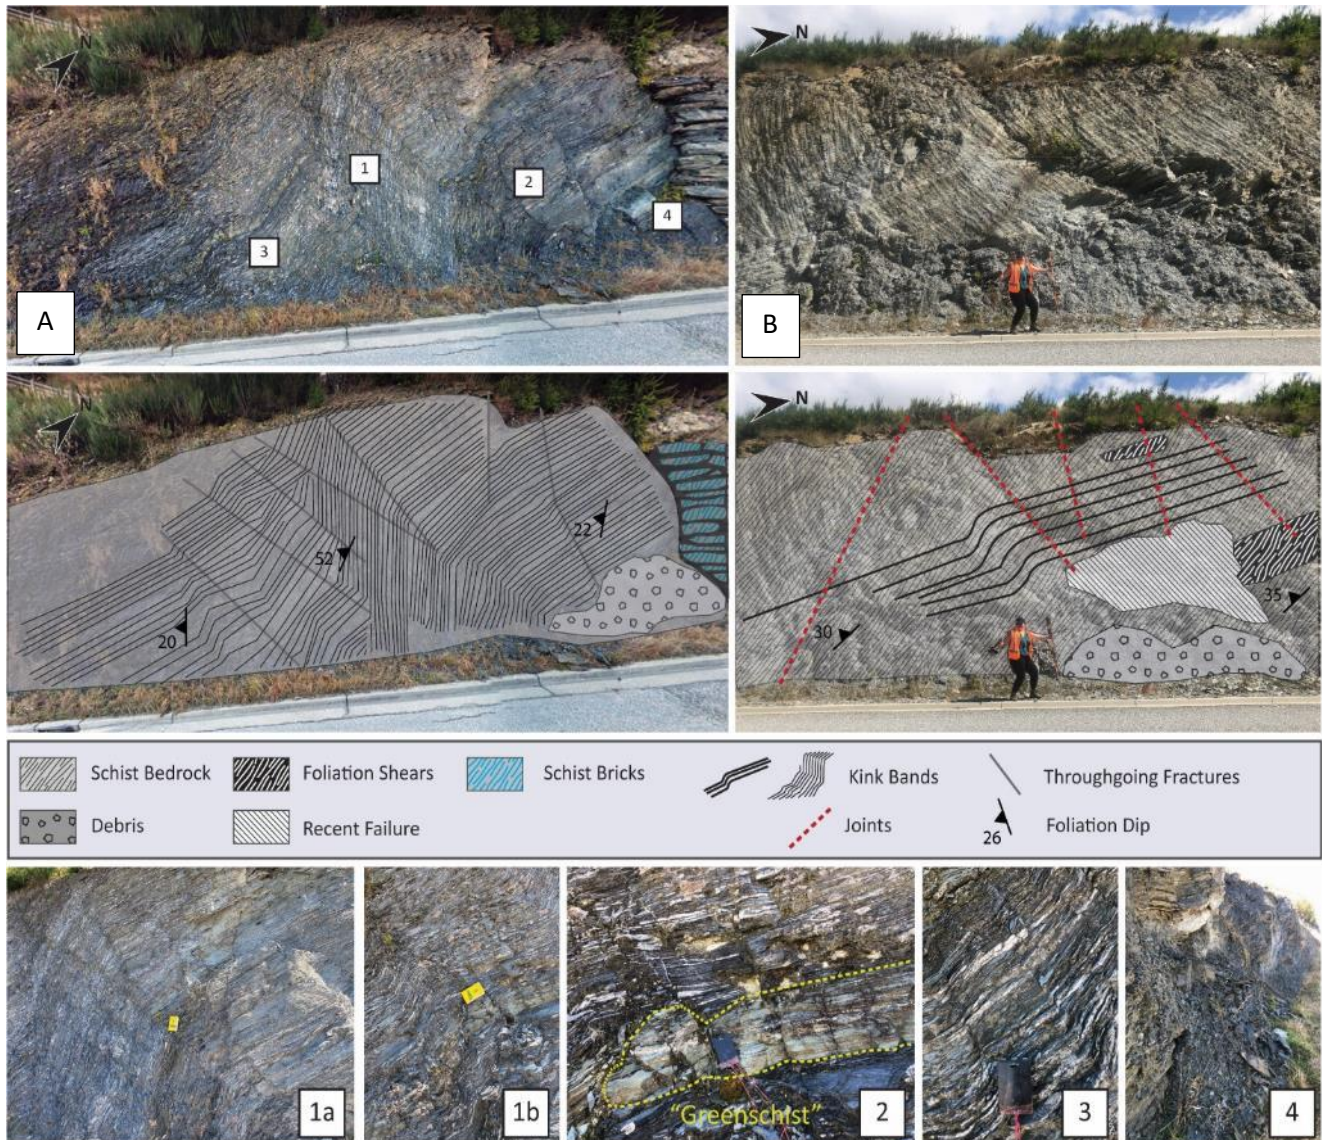 N
N
1
2
4
3
A
B
N
N
22
52
20
30
35
Schist Bedrock
Foliation Shears
Schist Bricks
Kink Bands
Throughgoing Fractures
Debris
Recent Failure
Joints
26
Foliation Dip
1a
1b
"Greenschist"
2
3
4